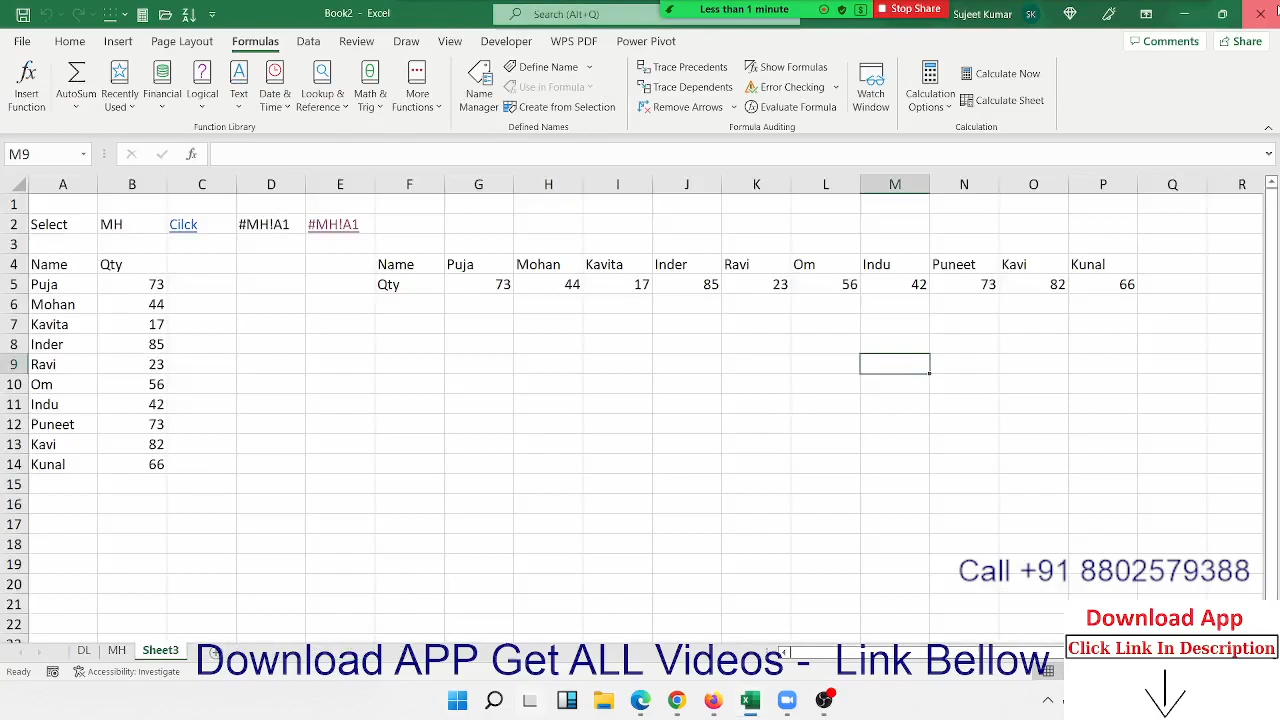 Book2 - Excel
Search (Alt+Q)
Less than 1 minute
Stop Share
Sujeet Kumar
SK
File Home Insert Page Layout Formulas Data Review View Developer WPS PDF Power Pivot
Comments
Share
Insert Function
AutoSum
Recently Used
Financial
Logical
Text
Date & Time
Lookup & Reference
Math & Trig
More Functions
Function Library
Name Manager
Define Name
Use in Formula
Create from Selection
Defined Names
Trace Precedents
Trace Dependents
Remove Arrows
Show Formulas
Error Checking
Evaluate Formula
Formula Auditing
Watch Window
Calculation Options
Calculate Now
Calculate Sheet
Calculation
M9
fx
A B C D E F G H I J K L M N O P Q R
1
2 Select MH Cilck #MH!A1 #MH!A1
3
4 Name Qty Name Puja Mohan Kavita Inder Ravi Om Indu Puneet Kavi Kunal
5 Puja 73 Qty 73 44 17 85 23 56 42 73 82 66
6 Mohan 44
7 Kavita 17
8 Inder 85
9 Ravi 23
10 Om 56
11 Indu 42
12 Puneet 73
13 Kavi 82
14 Kunal 66
15
16
17
18
19
20
21
22
Call +91 8802579388
Download App
Click Link In Description
DL MH Sheet3
Download APP Get ALL Videos - Link Bellow
Ready
Accessibility: Investigate